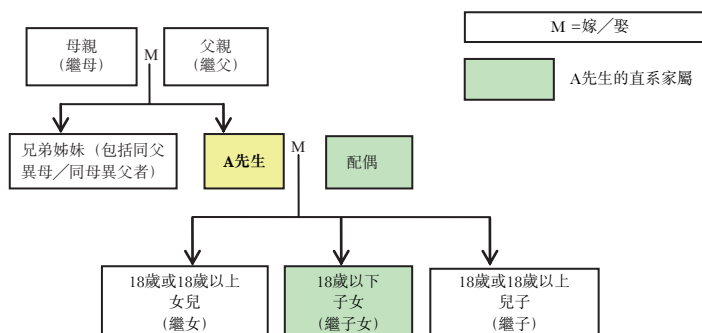 母親
(繼母)
M
父親
(繼父)
M =嫁／娶
A先生的直系家屬
兄弟姊妹（包括同父
異母／同母異父者）
A先生
M
配偶
18歲或18歲以上
女兒
(繼女)
18歲以下
子女
(繼子女)
18歲或18歲以上
兒子
(繼子)